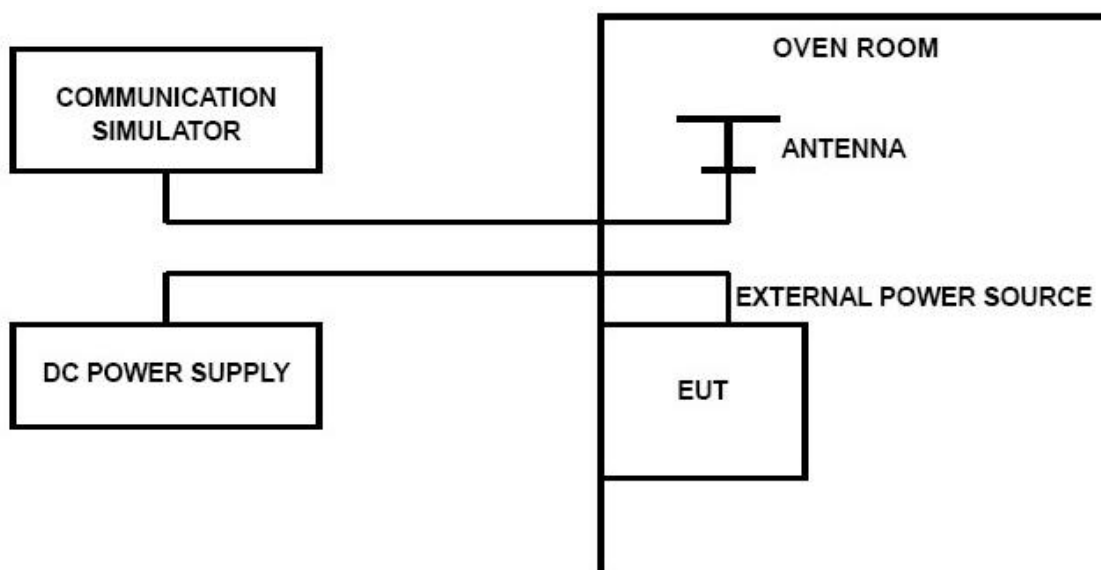 OVEN ROOM
COMMUNICATION
SIMULATOR
ANTENNA
EXTERNAL POWER SOURCE
DC POWER SUPPLY
EUT